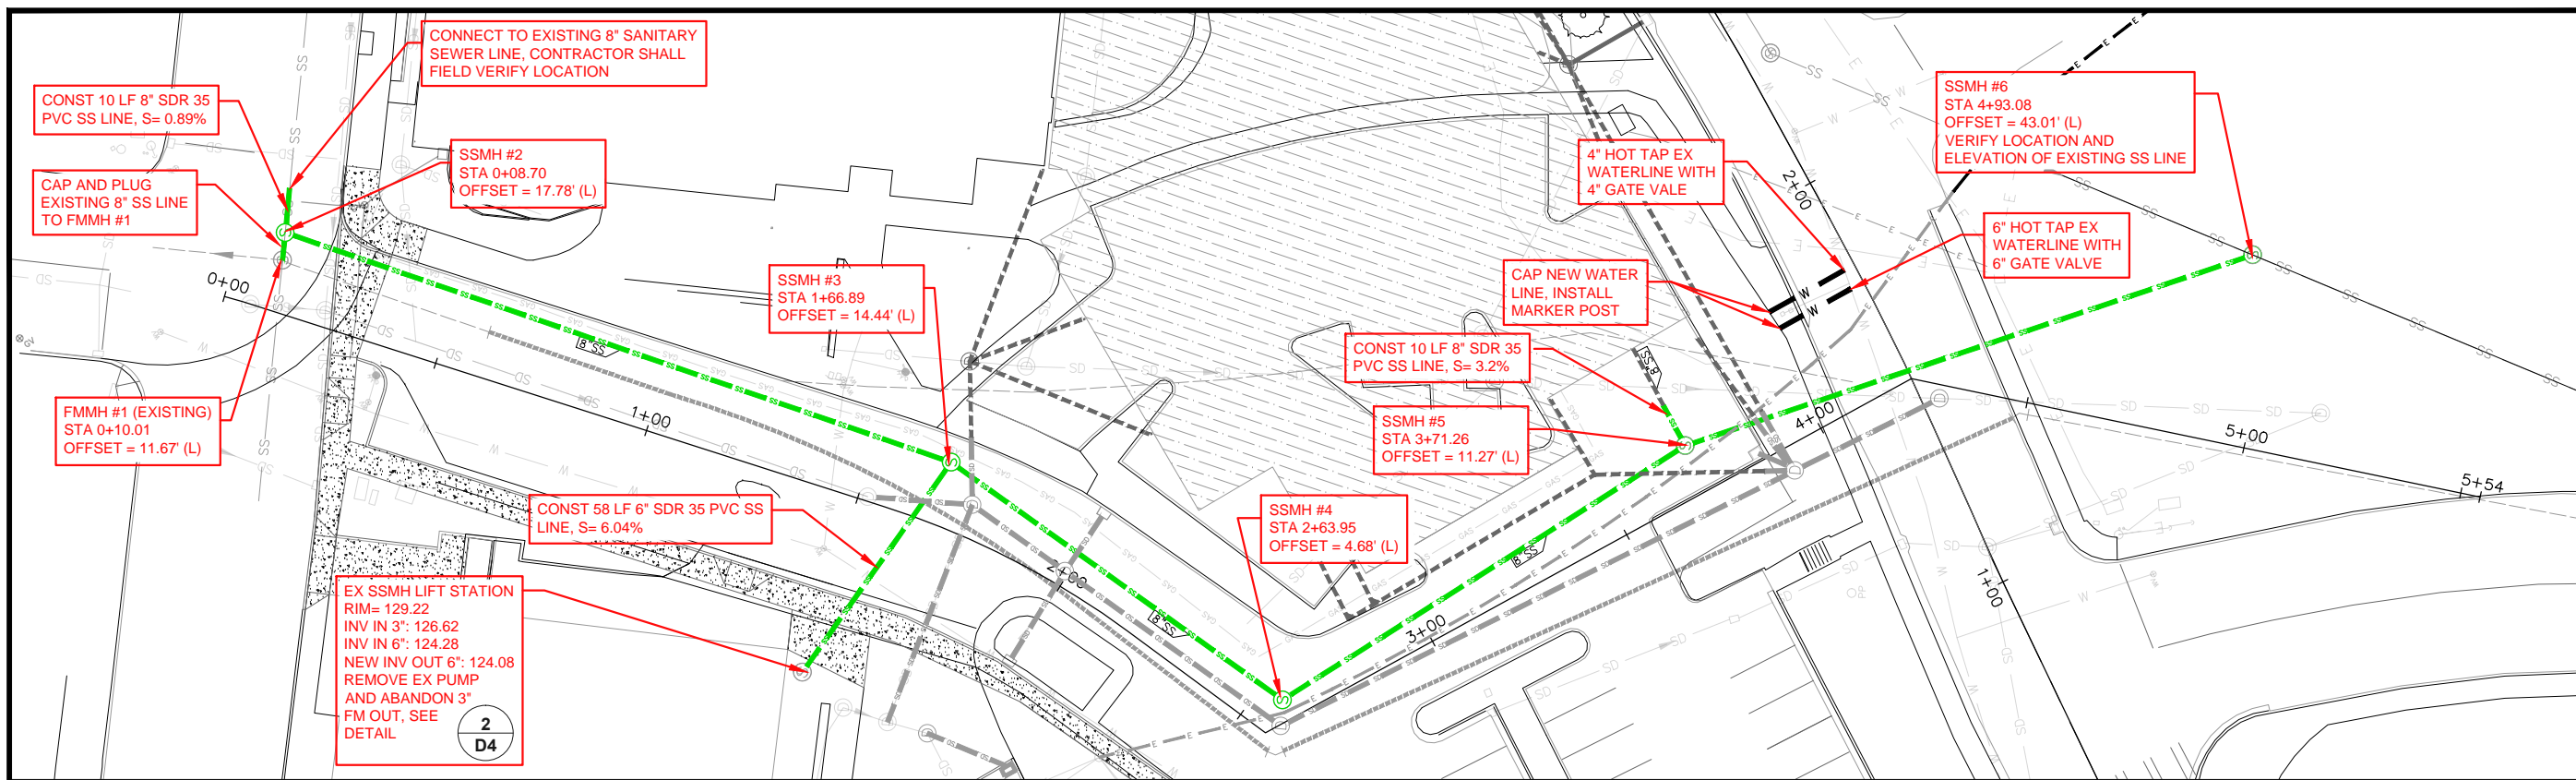 CONNECT TO EXISTING 8" SANITARY
SEWER LINE, CONTRACTOR SHALL
FIELD VERIFY LOCATION
CONST 10 LF 8" SDR 35
PVC SS LINE, S= 0.89%
SSMH #2
STA 0+08.70
OFFSET = 17.78' (L)
CAP AND PLUG
EXISTING 8" SS LINE
TO FMMH #1
FMMH #1 (EXISTING)
STA 0+10.01
OFFSET = 11.67' (L)
SSMH #3
STA 1+66.89
OFFSET = 14.44' (L)
CONST 58 LF 6" SDR 35 PVC SS
LINE, S= 6.04%
EX SSMH LIFT STATION
RIM= 129.22
INV IN 3": 126.62
INV IN 6": 124.28
NEW INV OUT 6": 124.08
REMOVE EX PUMP
AND ABANDON 3"
FM OUT, SEE
DETAIL
2
D4
SSMH #4
STA 2+63.95
OFFSET = 4.68' (L)
CONST 10 LF 8" SDR 35
PVC SS LINE, S= 3.2%
SSMH #5
STA 3+71.26
OFFSET = 11.27' (L)
CAP NEW WATER
LINE, INSTALL
MARKER POST
4" HOT TAP EX
WATERLINE WITH
4" GATE VALE
SSMH #6
STA 4+93.08
OFFSET = 43.01' (L)
VERIFY LOCATION AND
ELEVATION OF EXISTING SS LINE
6" HOT TAP EX
WATERLINE WITH
6" GATE VALVE
0+00
1+00
2+00
3+00
4+00
5+00
5+54
2+00
1+00
8"SS
8"SS
8"SS
8"SS
GV
W
W